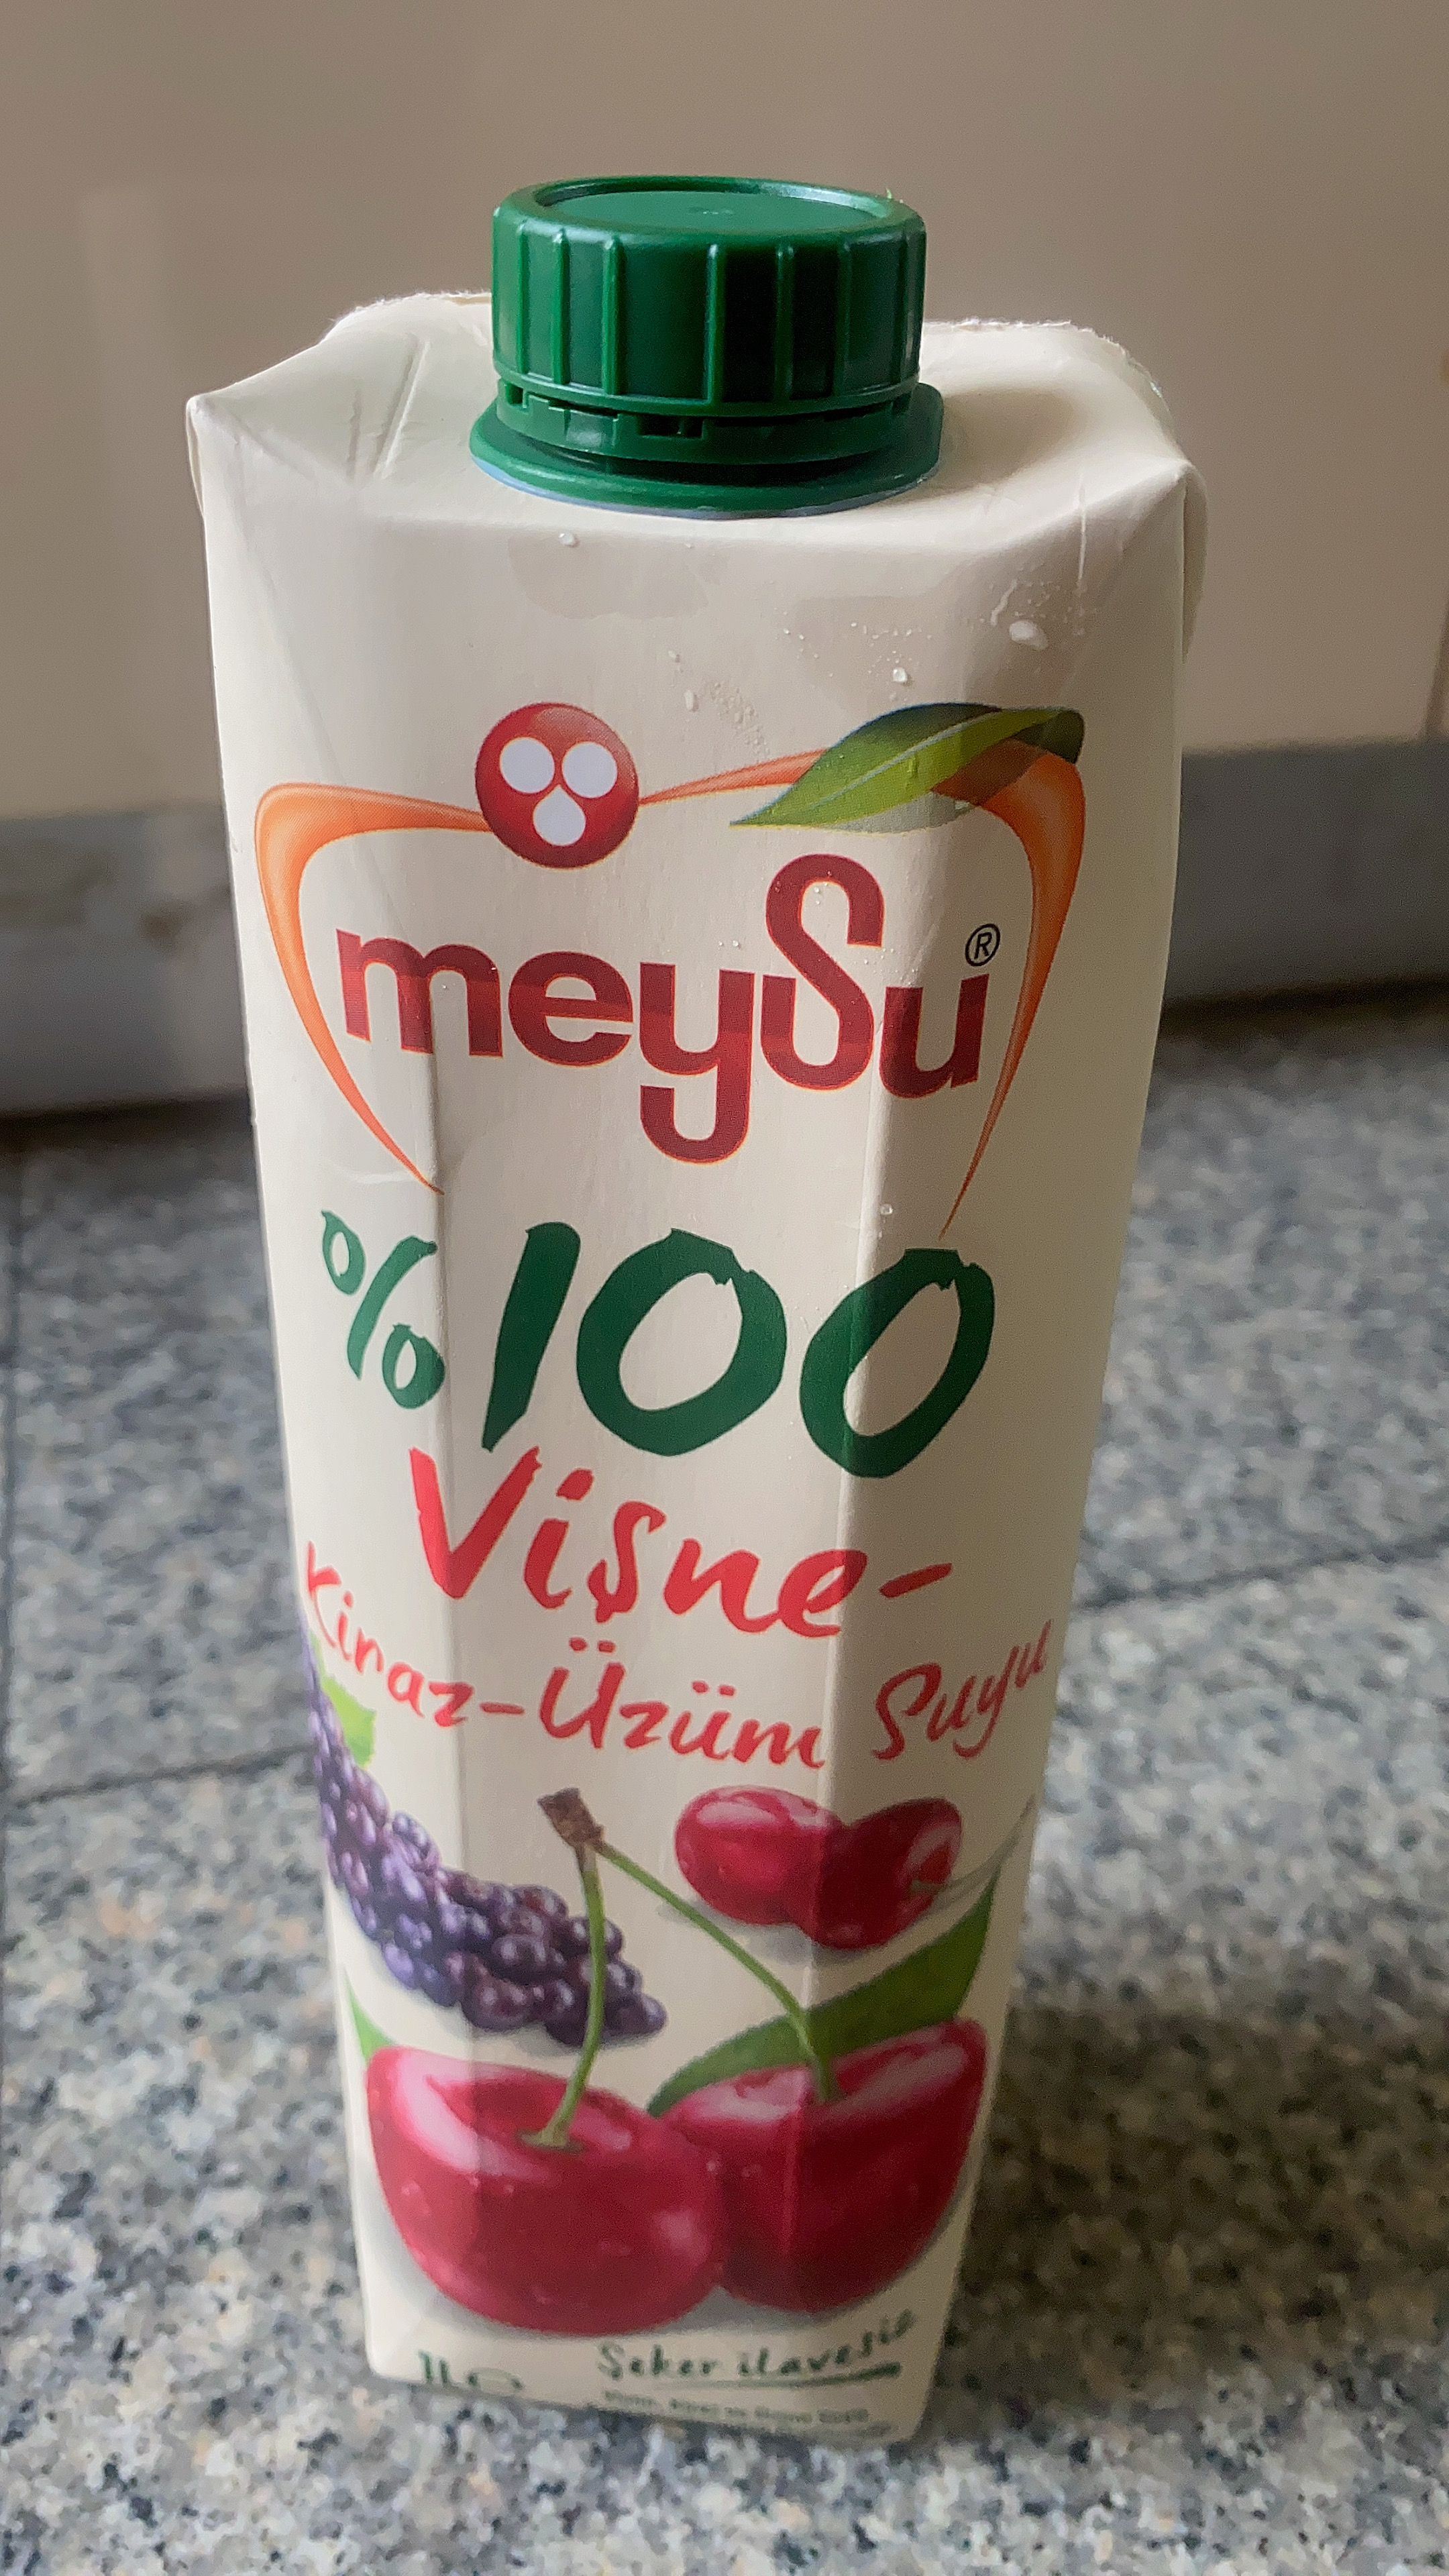 meysu®
%100
Vişne-
Kiraz-Üzüm Suyu
1L e
Şeker ilavesiz